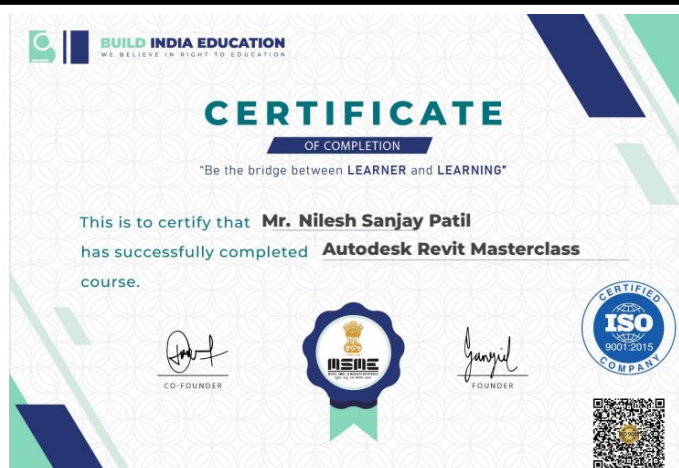 BUILD INDIA EDUCATION
WE BELIEVE IN RIGHT TO EDUCATION
CERTIFICATE
OF COMPLETION
"Be the bridge between LEARNER and LEARNING"
This is to certify that Mr. Nilesh Sanjay Patil
has successfully completed Autodesk Revit Masterclass
course.
CO-FOUNDER
MSME
FOUNDER
CERTIFIED
ISO
9001:2015
COMPANY